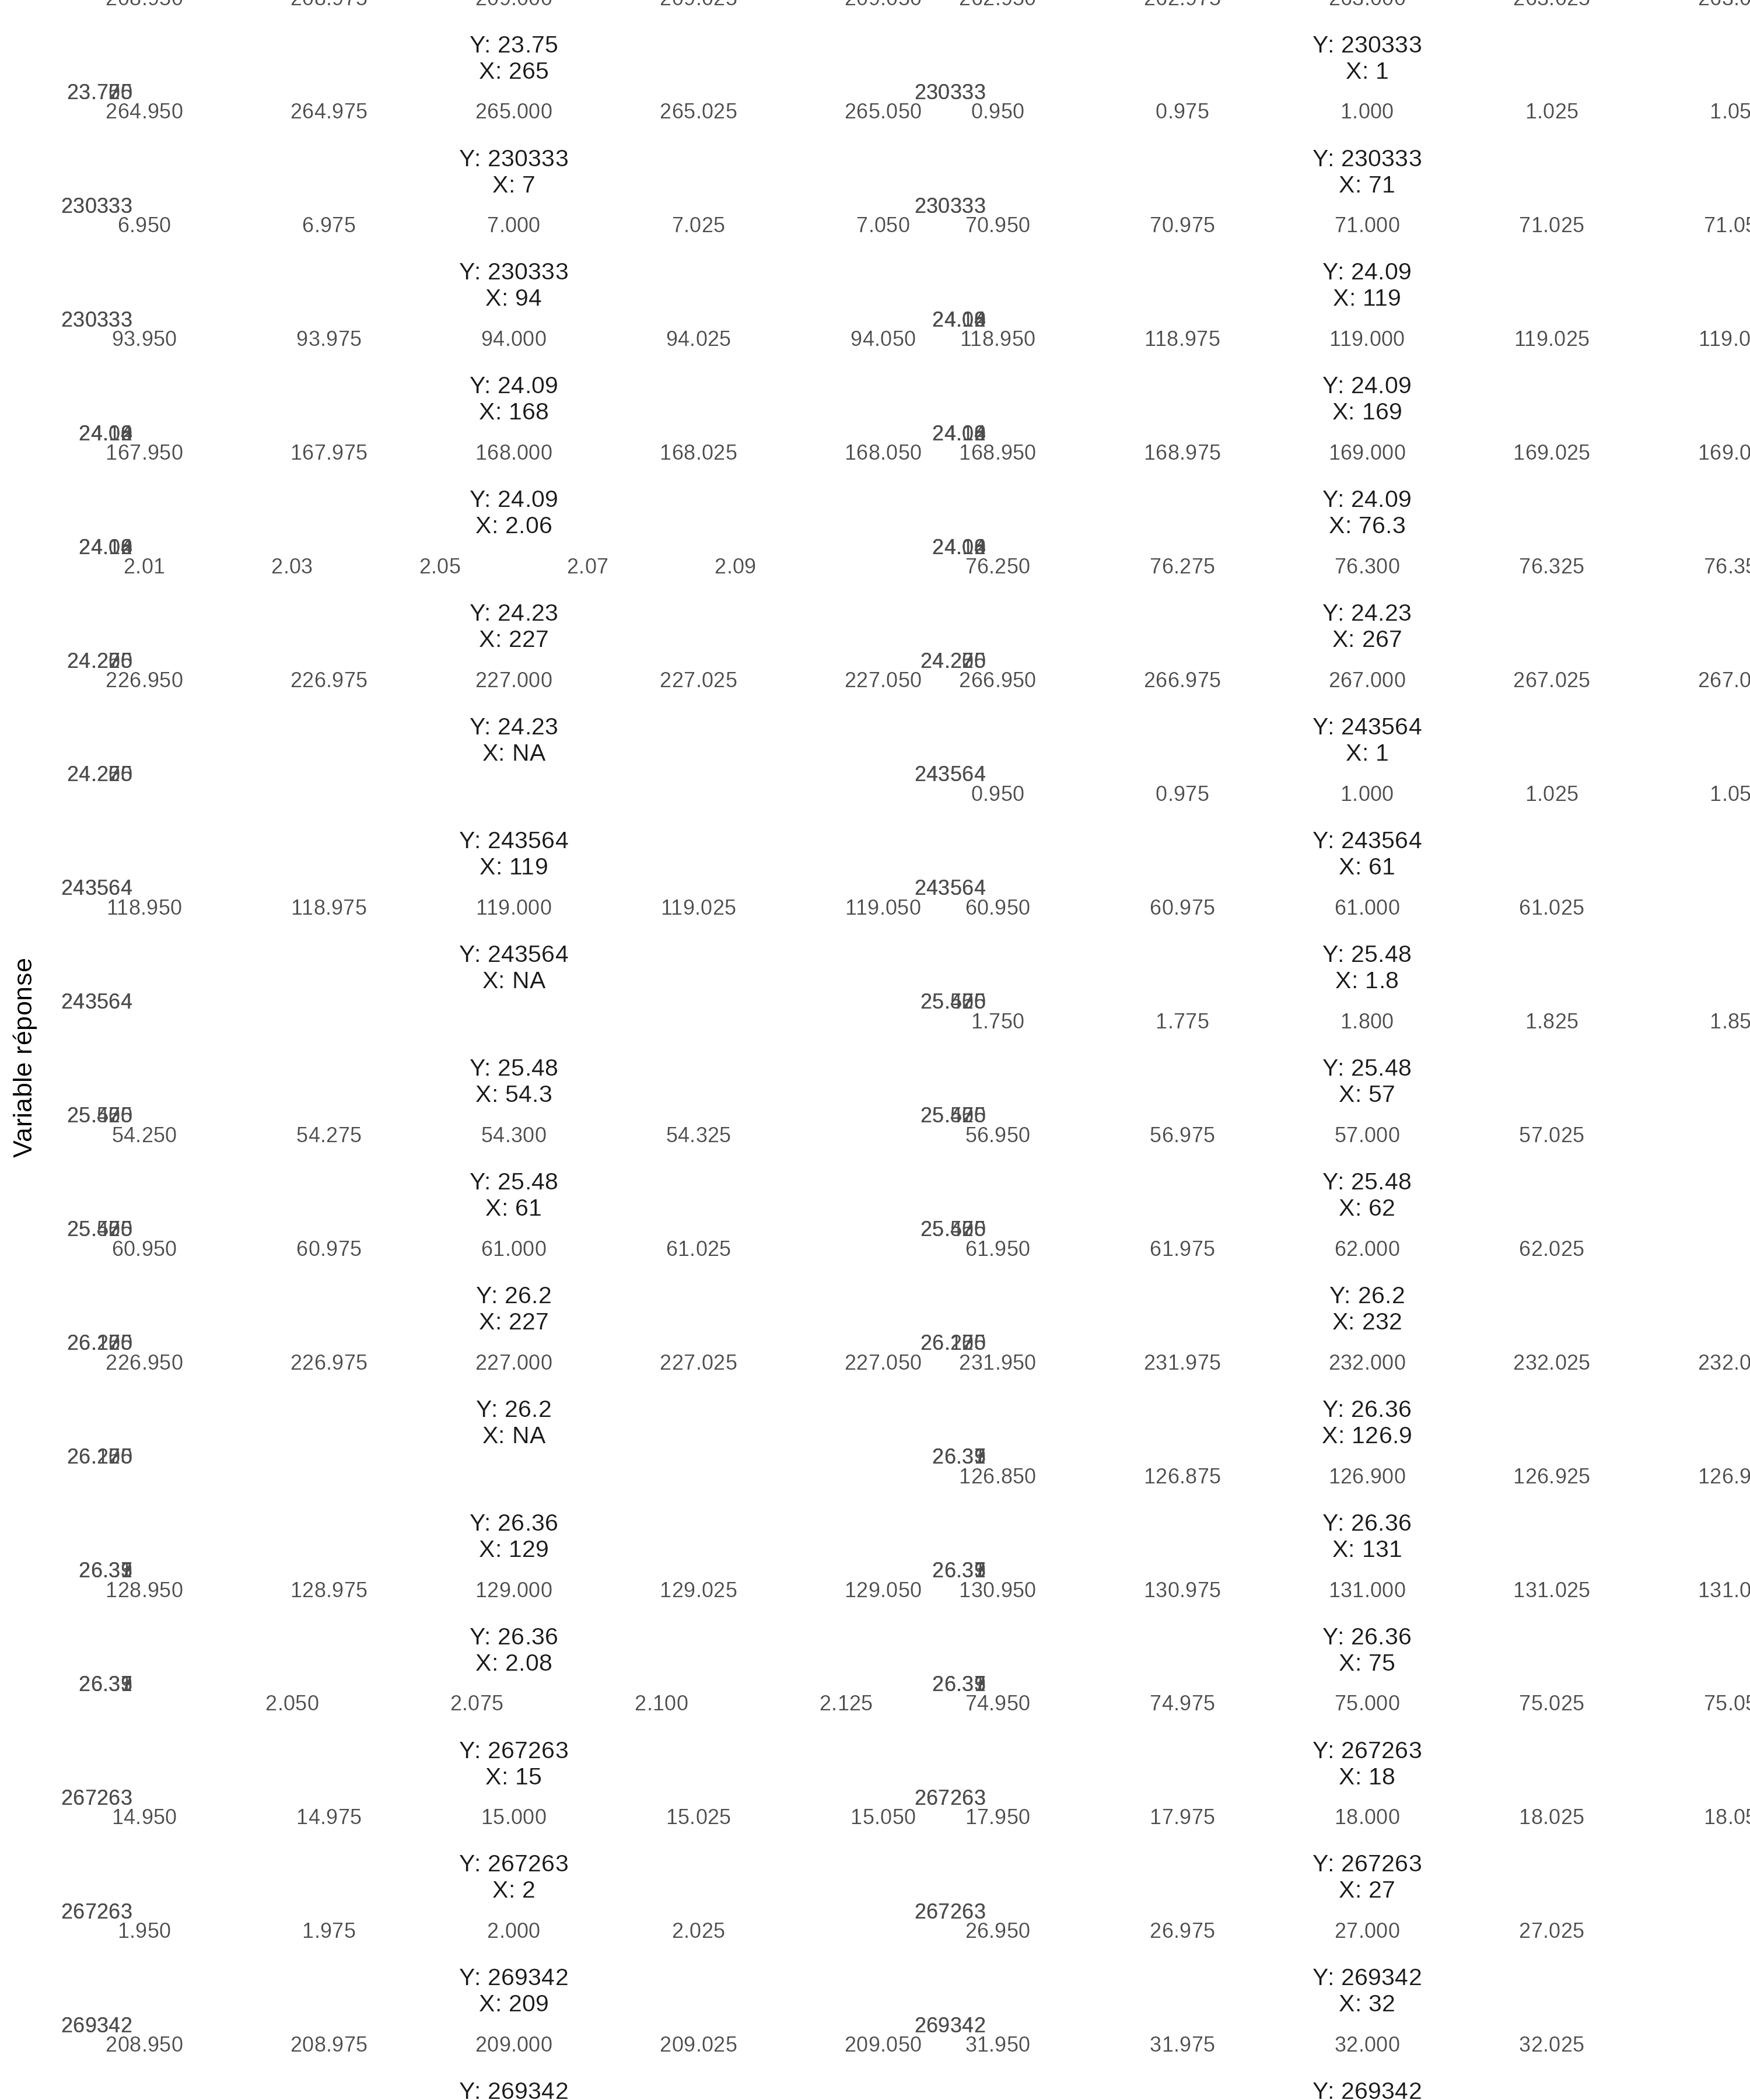 Y: 23.75 Y: 230333
X: 265 X: 1
230333
264.950 264.975 265.000 265.025 265.050 0.950 0.975 1.000 1.025
Y: 230333 Y: 230333
X: 7 X: 71
230333 230333
6.950 6.975 7.000 7.025 7.050 70.950 70.975 71.000 71.025
Y: 230333 Y: 24.09
X: 94 X: 119
230333
93.950 93.975 94.000 94.025 94.050 118.950 118.975 119.000 119.025
Y: 24.09 Y: 24.09
X: 168 X: 169
167.950 167.975 168.000 168.025 168.050 168.950 168.975 169.000 169.025
Y: 24.09 Y: 24.09
X: 2.06 X: 76.3
2.01 2.03 2.05 2.07 2.09 76.250 76.275 76.300 76.325
Y: 24.23 Y: 24.23
X: 227 X: 267
226.950 226.975 227.000 227.025 227.050 266.950 266.975 267.000 267.025
Y: 24.23 Y: 243564
X: NA X: 1
243564
0.950 0.975 1.000 1.025
Y: 243564 Y: 243564
X: 119 X: 61
243564 243564
118.950 118.975 119.000 119.025 119.050 60.950 60.975 61.000 61.025
Y: 243564 Y: 25.48
X: NA X: 1.8
243564
1.750 1.775 1.800 1.825
Variable réponse
Y: 25.48 Y: 25.48
X: 54.3 X: 57
54.250 54.275 54.300 54.325 56.950 56.975 57.000 57.025
Y: 25.48 Y: 25.48
X: 61 X: 62
60.950 60.975 61.000 61.025 61.950 61.975 62.000 62.025
Y: 26.2 Y: 26.2
X: 227 X: 232
226.950 226.975 227.000 227.025 227.050 231.950 231.975 232.000 232.025
Y: 26.2 Y: 26.36
X: NA X: 126.9
126.850 126.875 126.900 126.925
Y: 26.36 Y: 26.36
X: 129 X: 131
128.950 128.975 129.000 129.025 129.050 130.950 130.975 131.000 131.025
Y: 26.36 Y: 26.36
X: 2.08 X: 75
2.050 2.075 2.100 2.125 74.950 74.975 75.000 75.025
Y: 267263 Y: 267263
X: 15 X: 18
267263 267263
14.950 14.975 15.000 15.025 15.050 17.950 17.975 18.000 18.025
Y: 267263 Y: 267263
X: 2 X: 27
267263 267263
1.950 1.975 2.000 2.025 26.950 26.975 27.000 27.025
Y: 269342 Y: 269342
X: 209 X: 32
269342 269342
208.950 208.975 209.000 209.025 209.050 31.950 31.975 32.000 32.025
Y: 269342 Y: 269342